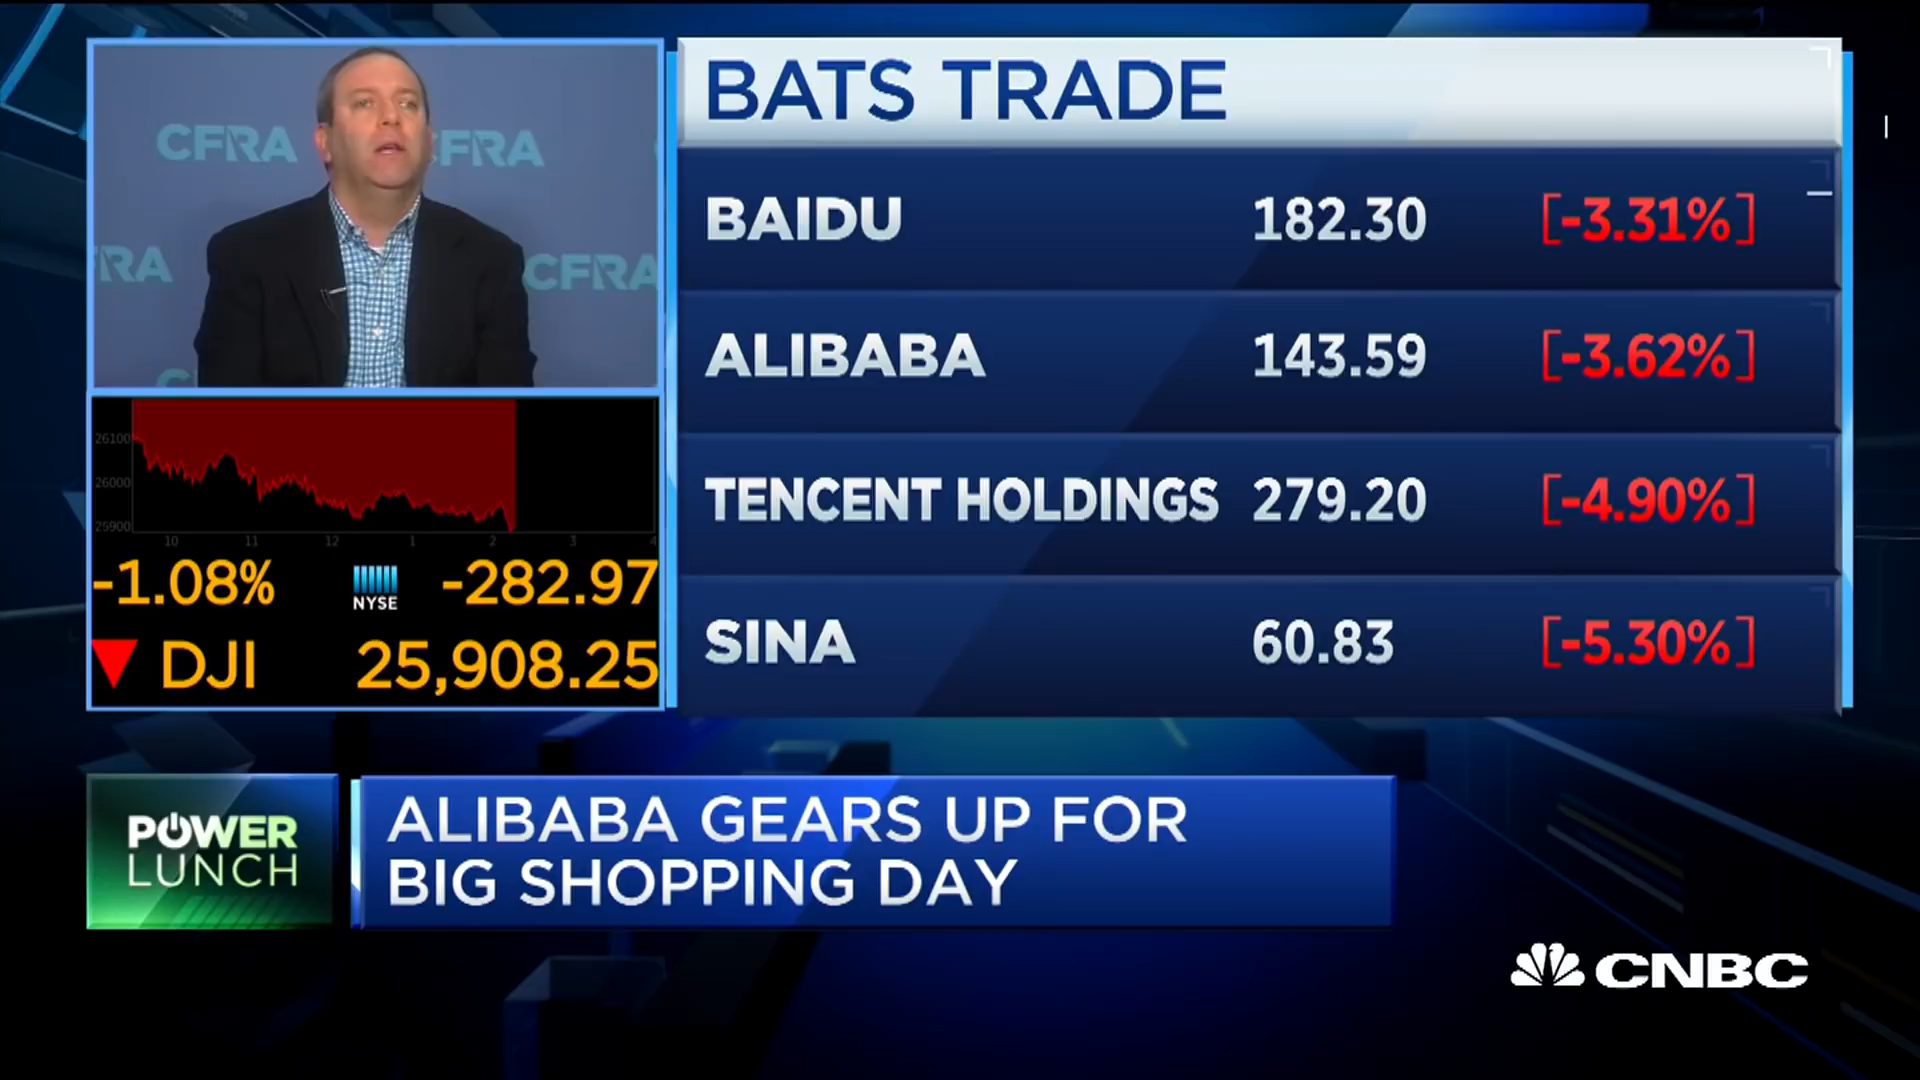 CFRA
CFRA
RA
CFRA
CF
26100
26000
25900
10 11 12 1 2 3 4
-1.08% NYSE -282.97
DJI 25,908.25
BATS TRADE
BAIDU 182.30 [-3.31%]
ALIBABA 143.59 [-3.62%]
TENCENT HOLDINGS 279.20 [-4.90%]
SINA 60.83 [-5.30%]
POWER
LUNCH
ALIBABA GEARS UP FOR
BIG SHOPPING DAY
CNBC